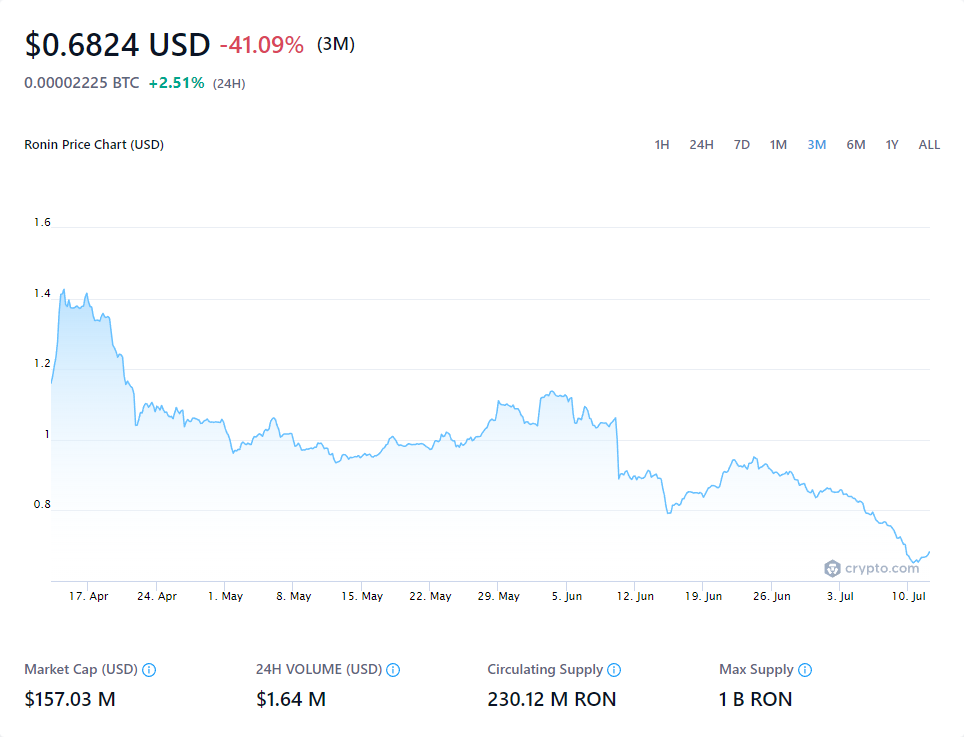 $0.6824 USD -41.09% (3M)
0.00002225 BTC +2.51% (24H)
Ronin Price Chart (USD)
1H 24H 7D 1M 3M 6M 1Y ALL
1.6
1.4
1.2
1
0.8
crypto.com
17. Apr 24. Apr 1. May 8. May 15. May 22. May 29. May 5. Jun 12. Jun 19. Jun 26. Jun 3. Jul 10. Jul
Market Cap (USD) 24H VOLUME (USD) Circulating Supply Max Supply
$157.03 M $1.64 M 230.12 M RON 1 B RON